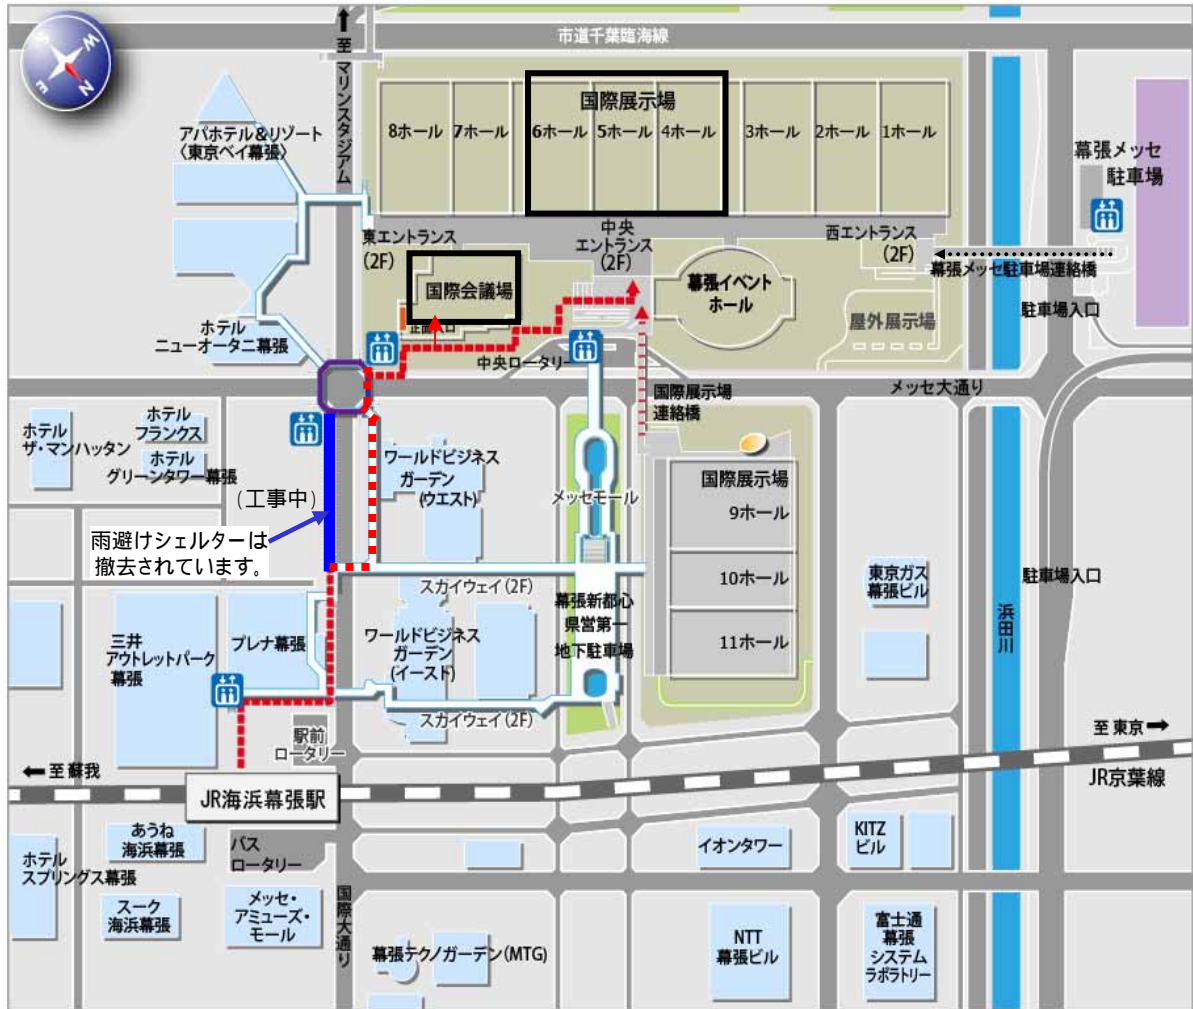 市道千葉臨海線
至
マリンスタジアム
S
W
E
N
アパホテル&リゾート
〈東京ベイ幕張〉
国際展示場
8ホール
7ホール
6ホール
5ホール
4ホール
3ホール
2ホール
1ホール
幕張メッセ
駐車場
東エントランス
(2F)
中央
エントランス
(2F)
西エントランス
(2F)
幕張メッセ駐車場連絡橋
国際会議場
幕張イベント
ホール
屋外展示場
駐車場入口
ホテル
ニューオータニ幕張
中央ロータリー
メッセ大通り
国際展示場
連絡橋
ホテル
ザ・マンハッタン
ホテル
フランクス
ホテル
グリーンタワー幕張
(工事中)
雨避けシェルターは
撤去されています。
ワールドビジネス
ガーデン
(ウエスト)
メッセモール
国際展示場
9ホール
10ホール
11ホール
スカイウェイ(2F)
幕張新都心
県営第一
地下駐車場
東京ガス
幕張ビル
駐車場入口
浜田川
三井
アウトレットパーク
幕張
プレナ幕張
ワールドビジネス
ガーデン
(イースト)
スカイウェイ(2F)
駅前
ロータリー
至 蘇我
至 東京
JR京葉線
JR海浜幕張駅
あうね
海浜幕張
バス
ロータリー
ホテル
スプリングス幕張
スーク
海浜幕張
メッセ・
アミューズ・
モール
国際大通り
イオンタワー
KITZ
ビル
幕張テクノガーデン(MTG)
NTT
幕張ビル
富士通
幕張
システム
ラボラトリー